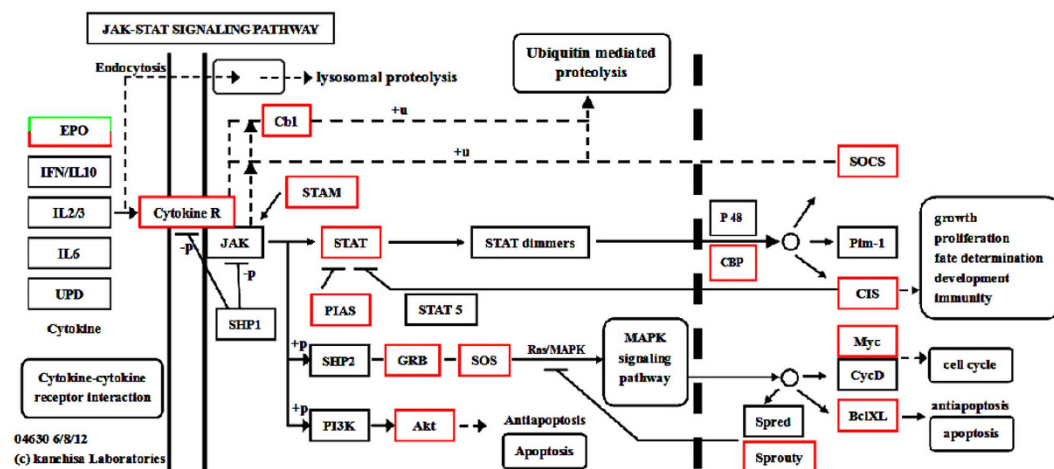 JAK-STAT SIGNALING PATHWAY
Endocytosis
lysosomal proteolysis
Ubiquitin mediated
proteolysis
EPO
Cb1
+u
+u
SOCS
IFN/IL10
STAM
IL2/3
Cytokine R
P 48
-p
JAK
STAT
STAT dimmers
Pim-1
growth
proliferation
fate determination
development
immunity
IL6
-p
CBP
UPD
SHP1
PIAS
STAT 5
CIS
Cytokine
+p
SHP2
GRB
SOS
Ras/MAPK
MAPK
signaling
pathway
Myc
CycD
cell cycle
Cytokine-cytokine
receptor interaction
+p
PI3K
Akt
Antiapoptosis
Apoptosis
Spred
Sprouty
BclXL
antiapoptosis
apoptosis
04630 6/8/12
(c) kanehisa Laboratories